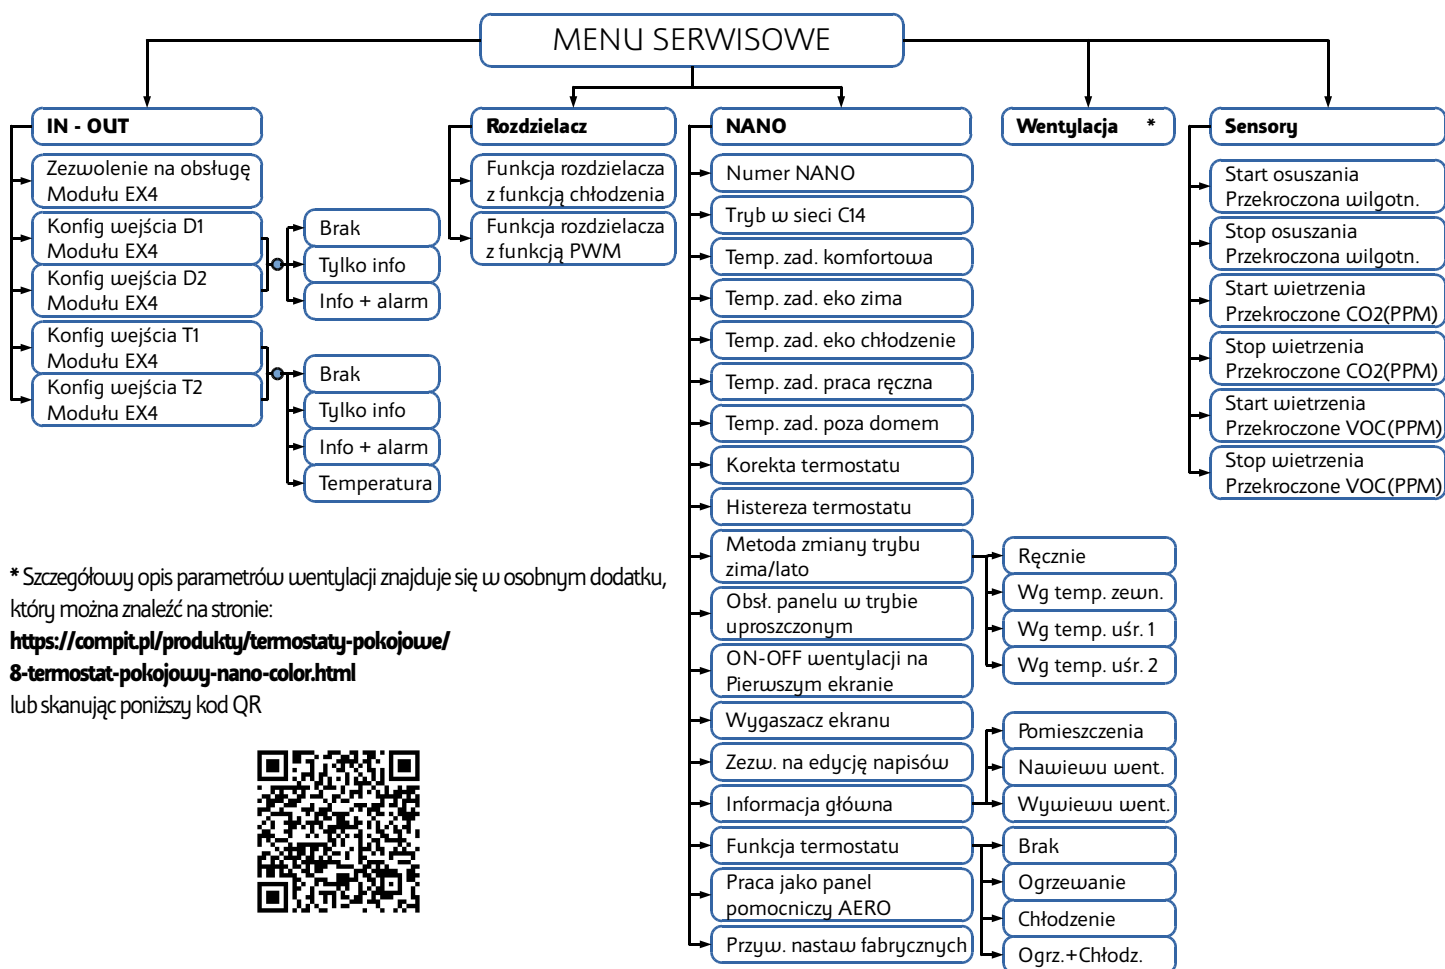 MENU SERWISOWE
IN - OUT
Zezwolenie na obsługę
Modułu EX4
Konfig wejścia D1
Modułu EX4
Konfig wejścia D2
Modułu EX4
Konfig wejścia T1
Modułu EX4
Konfig wejścia T2
Modułu EX4
Brak
Tylko info
Info + alarm
Brak
Tylko info
Info + alarm
Temperatura
Rozdzielacz
Funkcja rozdzielacza
z funkcją chłodzenia
Funkcja rozdzielacza
z funkcją PWM
NANO
Numer NANO
Tryb w sieci C14
Temp. zad. komfortowa
Temp. zad. eko zima
Temp. zad. eko chłodzenie
Temp. zad. praca ręczna
Temp. zad. poza domem
Korekta termostatu
Histereza termostatu
Metoda zmiany trybu
zima/lato
Obsł. panelu w trybie
uproszczonym
ON-OFF wentylacji na
Pierwszym ekranie
Wygaszacz ekranu
Zezw. na edycję napisów
Informacja główna
Funkcja termostatu
Praca jako panel
pomocniczy AERO
Przyw. nastaw fabrycznych
Ręcznie
Wg temp. zewn.
Wg temp. uśr. 1
Wg temp. uśr. 2
Pomieszczenia
Nawiewu went.
Wywiewu went.
Brak
Ogrzewanie
Chłodzenie
Ogrz.+Chłodz.
Wentylacja *
Sensory
Start osuszania
Przekroczona wilgotn.
Stop osuszania
Przekroczona wilgotn.
Start wietrzenia
Przekroczone CO2(PPM)
Stop wietrzenia
Przekroczone CO2(PPM)
Start wietrzenia
Przekroczone VOC(PPM)
Stop wietrzenia
Przekroczone VOC(PPM)
* Szczegółowy opis parametrów wentylacji znajduje się w osobnym dodatku,
który można znaleźć na stronie:
https://compit.pl/produkty/termostaty-pokojowe/
8-termostat-pokojowy-nano-color.html
lub skanując poniższy kod QR